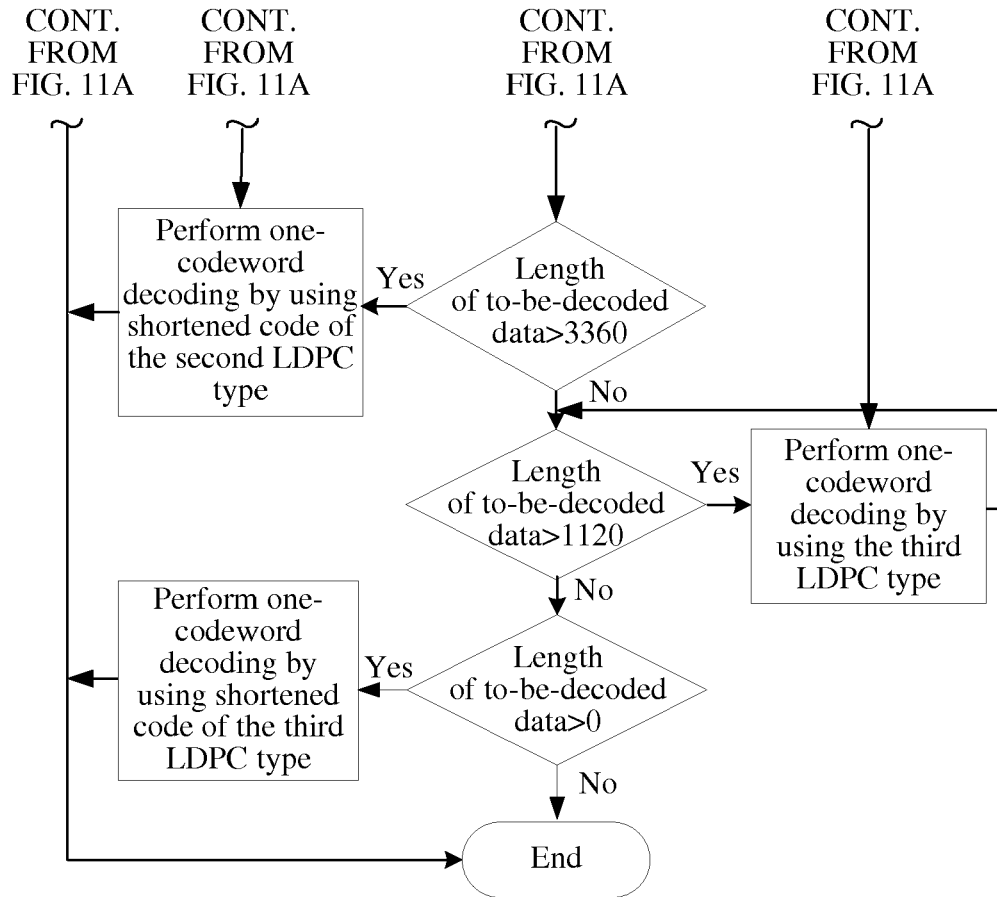 CONT.
FROM
FIG. 11A
CONT.
FROM
FIG. 11A
CONT.
FROM
FIG. 11A
CONT.
FROM
FIG. 11A
Perform one-
codeword
decoding by using
shortened code of
the second LDPC
type
Yes
Length
of to-be-decoded
data>3360
No
Length
of to-be-decoded
data>1120
Yes
Perform one-
codeword
decoding by
using the third
LDPC type
No
Perform one-
codeword
decoding by
using shortened
code of the third
LDPC type
Yes
Length
of to-be-decoded
data>0
No
End